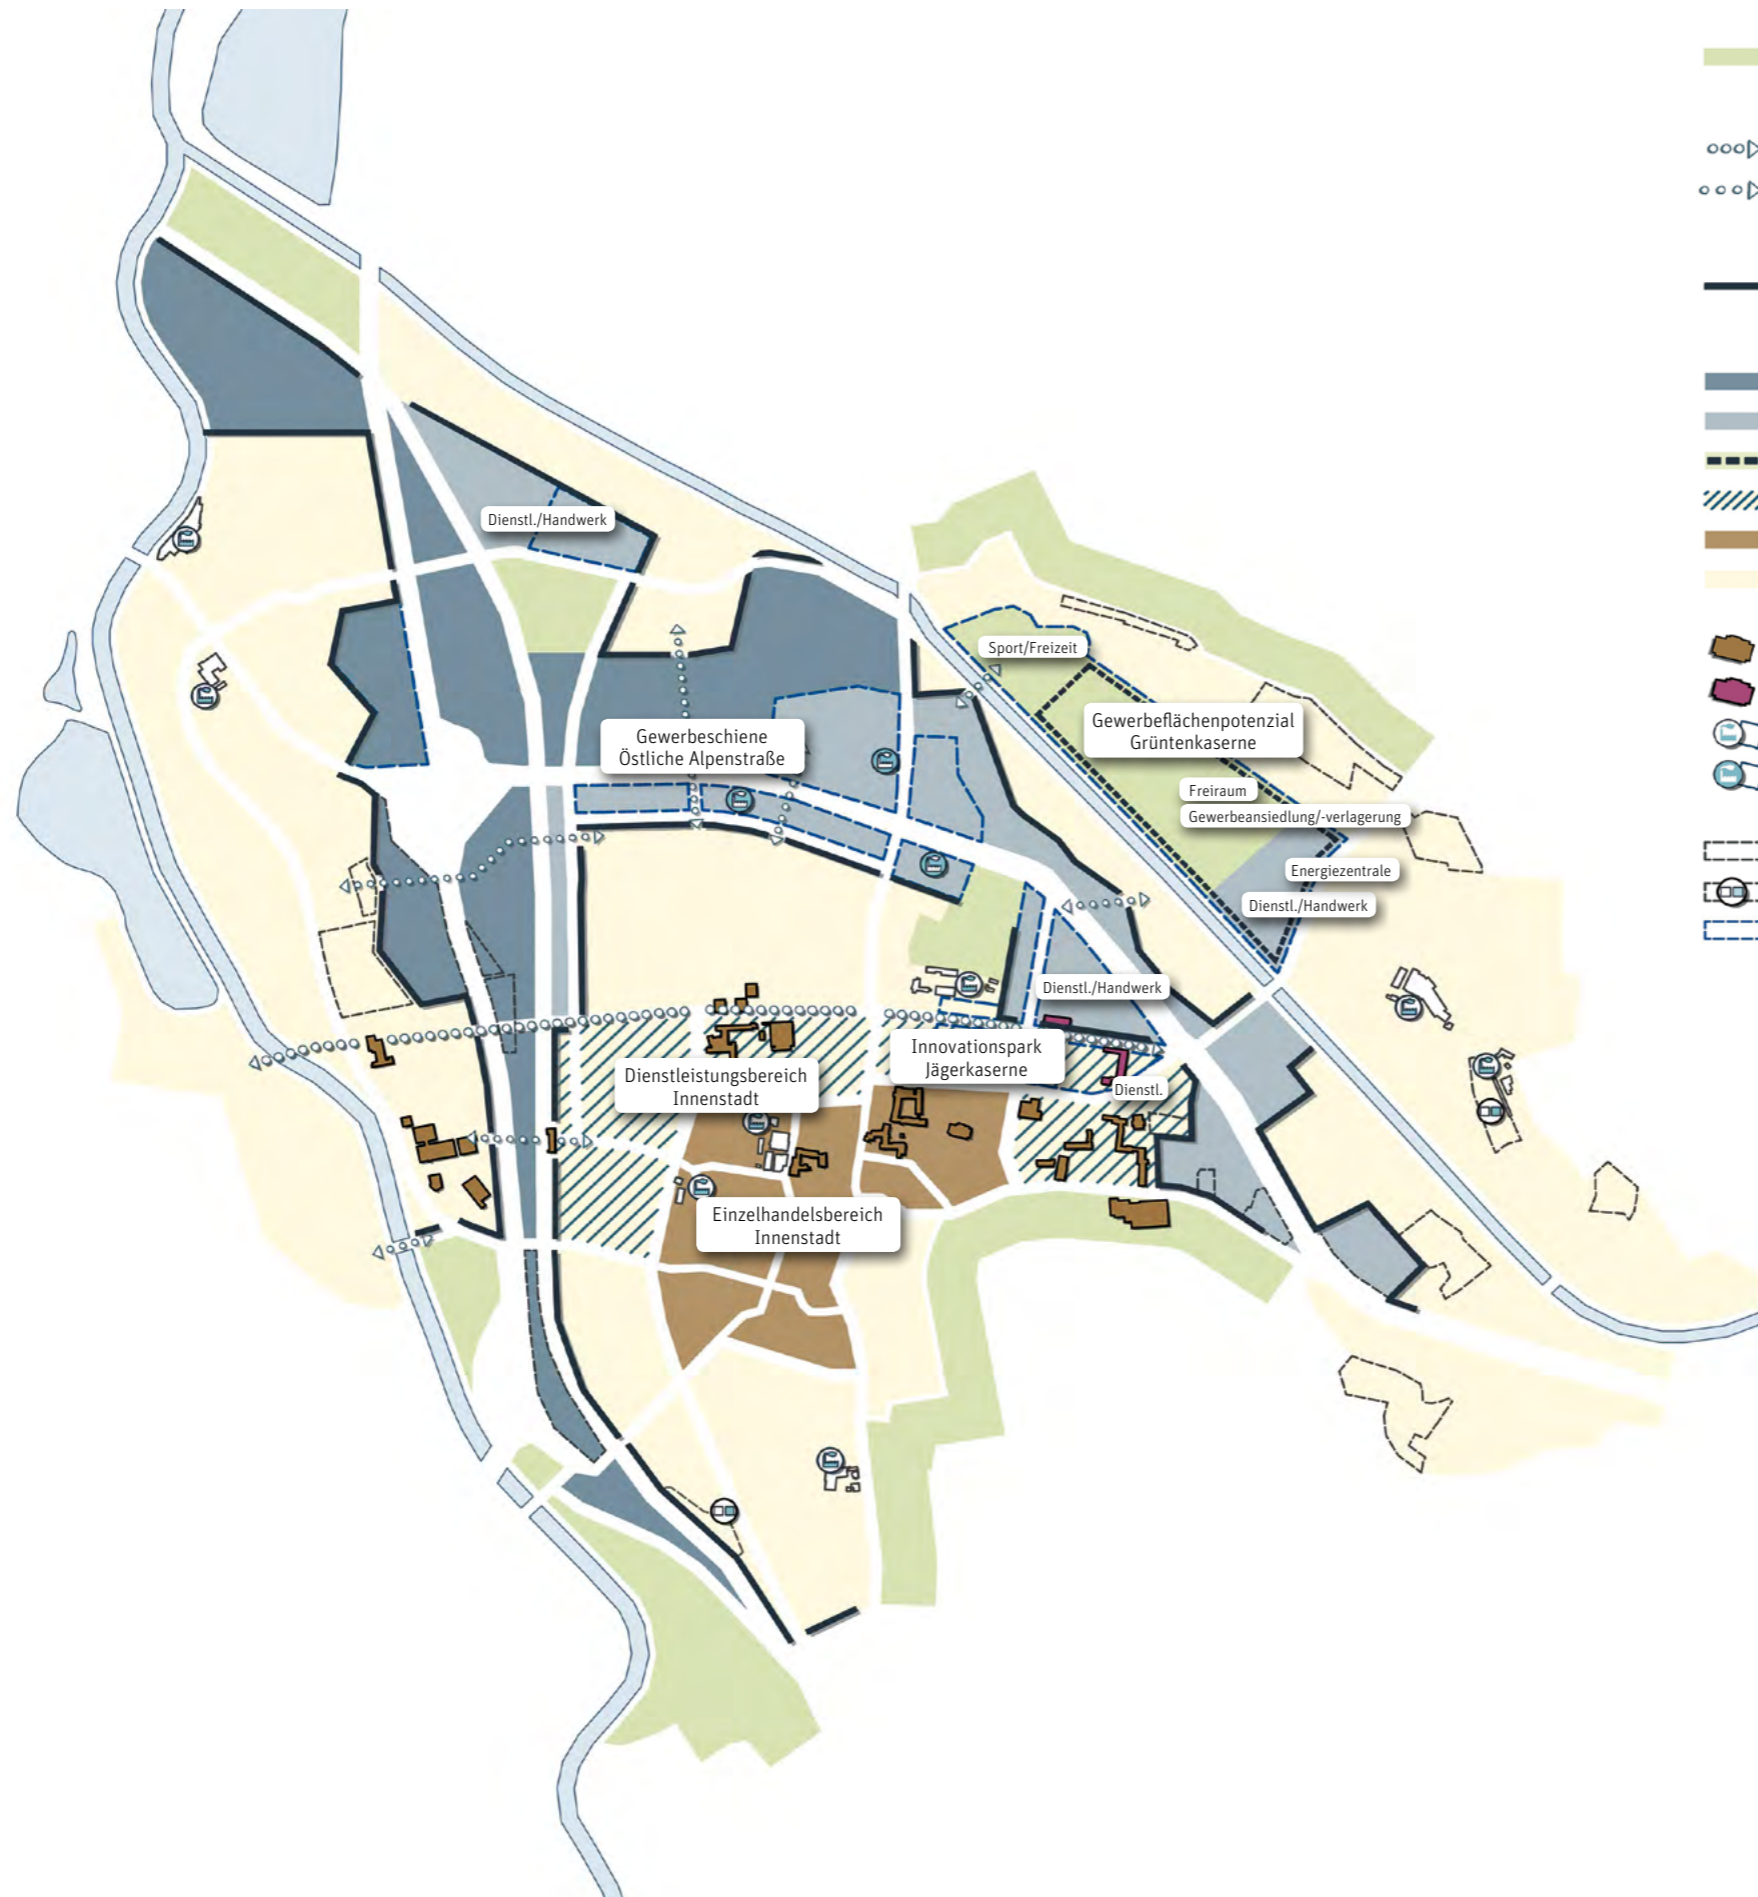 Dienstl./Handwerk
Sport/Freizeit
Gewerbeflächenpotenzial
Grüntenkaserne
Gewerbeschiene
Östliche Alpenstraße
Freiraum
Gewerbeansiedlung/-verlagerung
Energiezentrale
Dienstl./Handwerk
Dienstl./Handwerk
Innovationspark
Jägerkaserne
Dienstleistungsbereich
Innenstadt
Dienstl.
Einzelhandelsbereich
Innenstadt